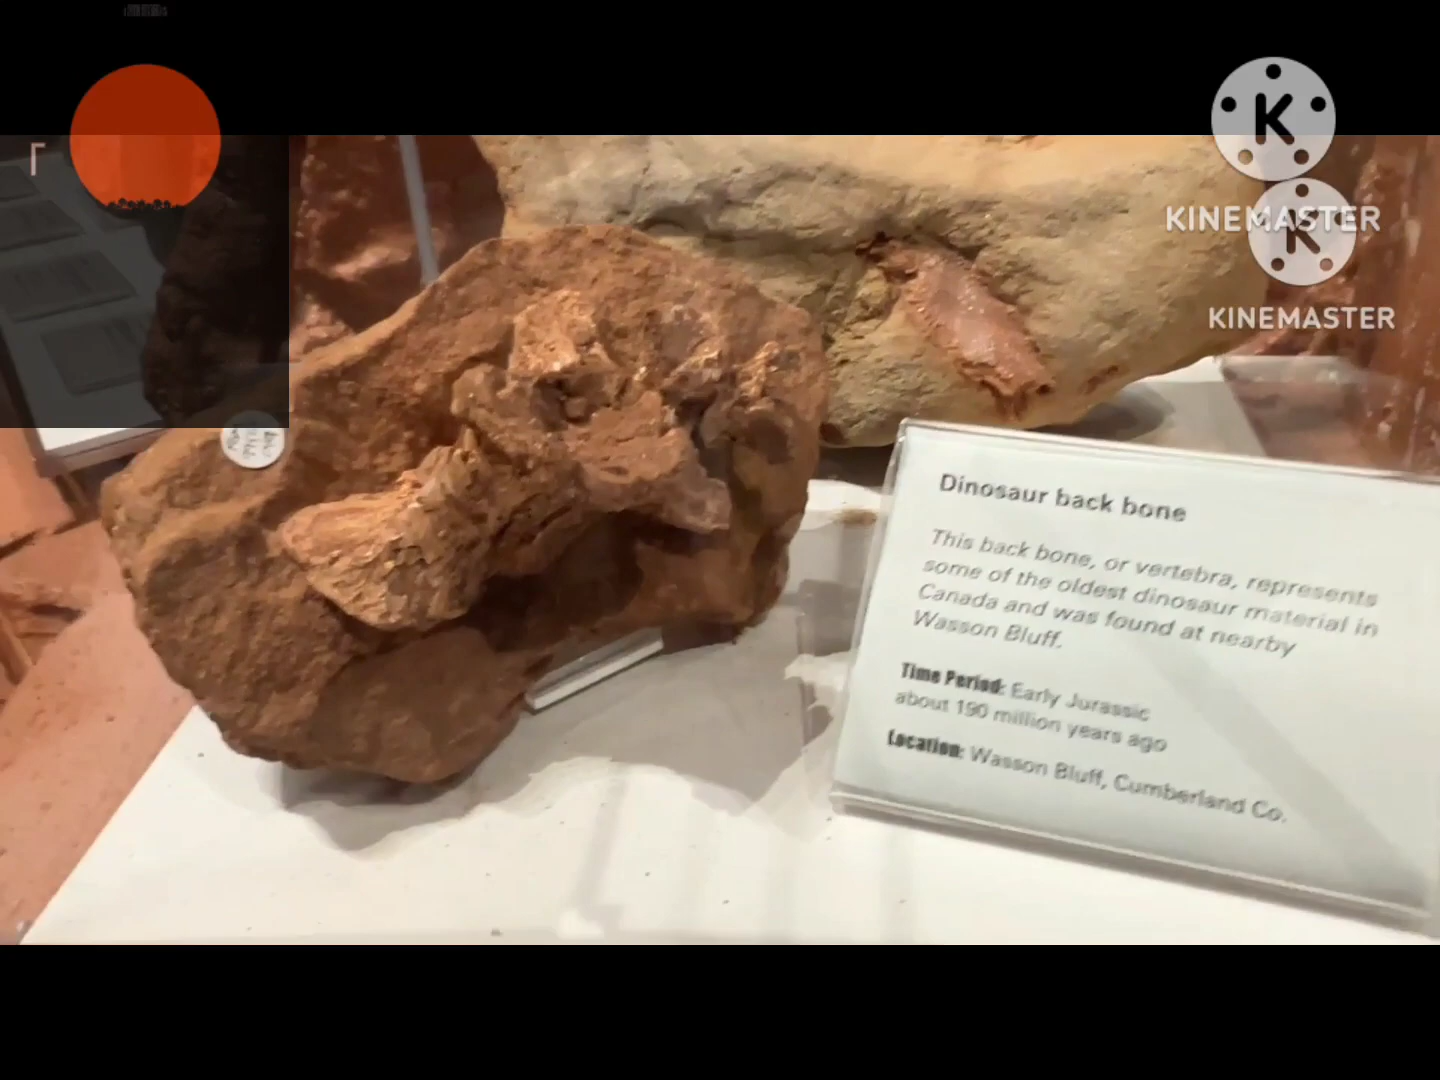 K
KINEMASTER
K
KINEMASTER
Dinosaur back bone
This back bone, or vertebra, represents
some of the oldest dinosaur material in
Canada and was found at nearby
Wasson Bluff.
Time Period: Early Jurassic
about 190 million years ago
Location: Wasson Bluff, Cumberland Co.